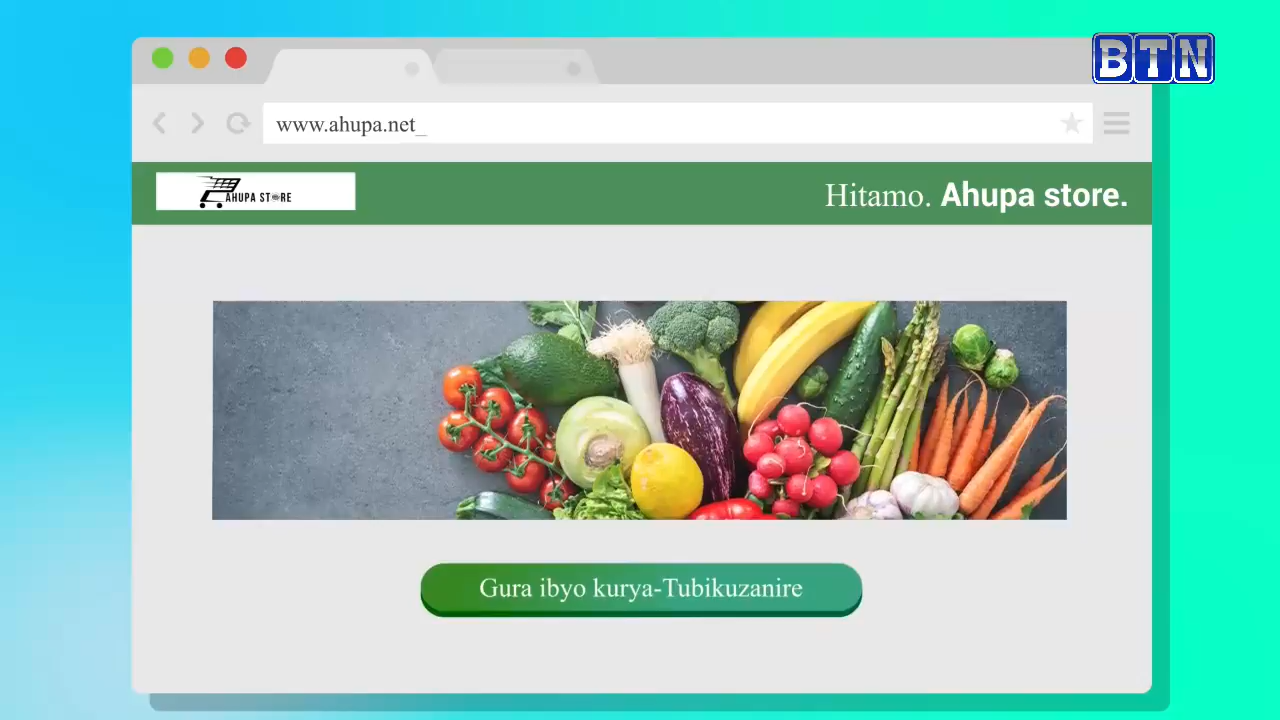 BTN
www.ahupa.net_
AHUPA STORE
Hitamo. Ahupa store.
Gura ibyo kurya-Tubikuzanire